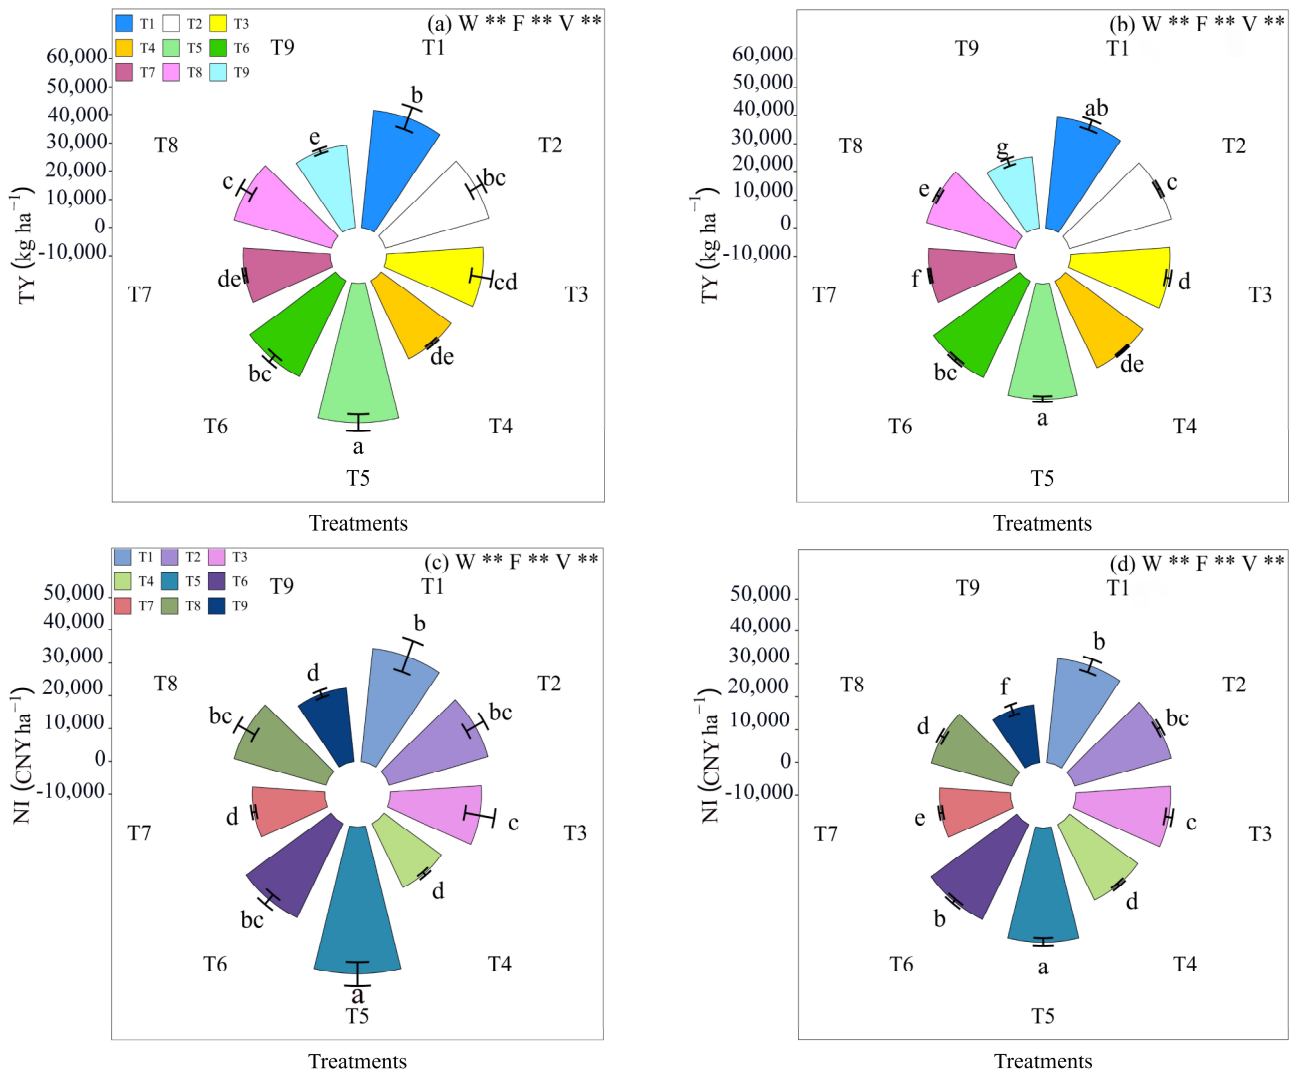 (a) W ** F ** V **
T1 T2 T3
T4 T5 T6
T7 T8 T9
TY (kg ha−1)
60,000
50,000
40,000
30,000
20,000
10,000
0
-10,000
T9 T1
T8 T2
T7 T3
T6 T4
T5
b
e
c bc
de cd
bc de
a
Treatments
(b) W ** F ** V **
TY (kg ha−1)
60,000
50,000
40,000
30,000
20,000
10,000
0
-10,000
T9 T1
T8 T2
T7 T3
T6 T4
T5
ab
g
e c
f d
bc de
a
Treatments
(c) W ** F ** V **
T1 T2 T3
T4 T5 T6
T7 T8 T9
NI (CNY ha−1)
50,000
40,000
30,000
20,000
10,000
0
-10,000
T9 T1
T8 T2
T7 T3
T6 T4
T5
b
d
bc bc
d c
bc d
a
Treatments
(d) W ** F ** V **
NI (CNY ha−1)
50,000
40,000
30,000
20,000
10,000
0
-10,000
T9 T1
T8 T2
T7 T3
T6 T4
T5
b
f
d bc
e c
b d
a
Treatments